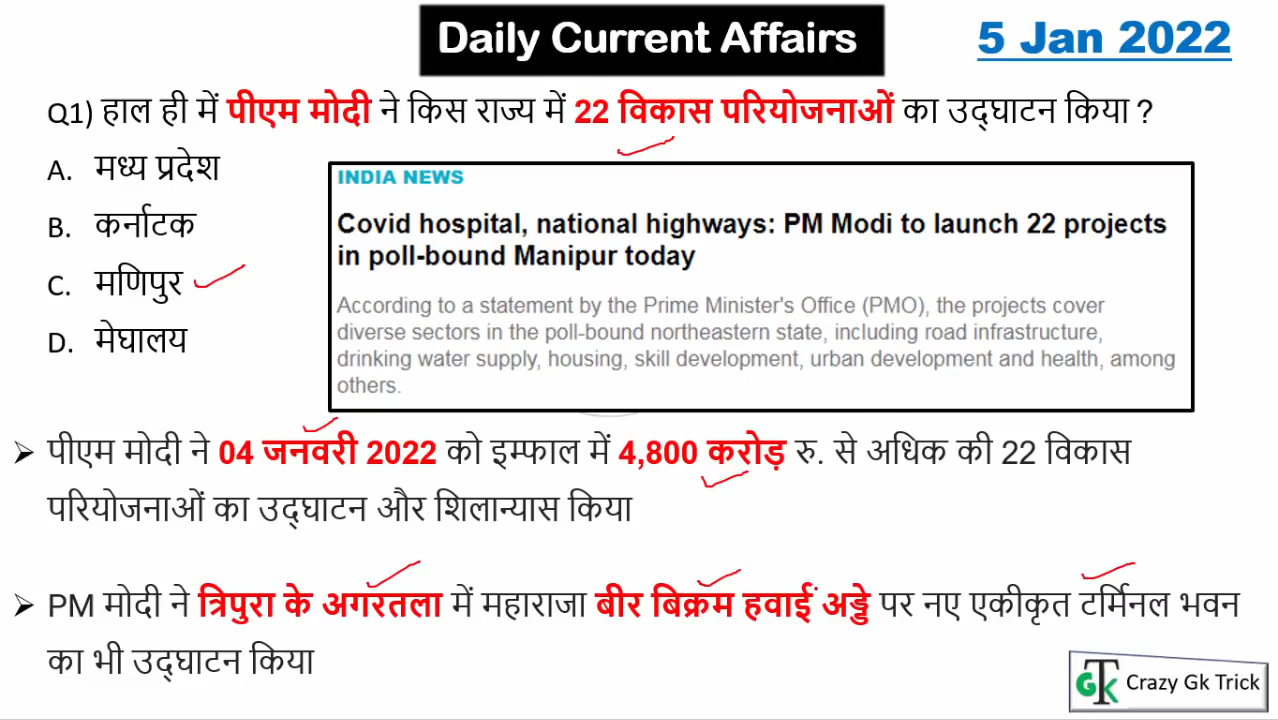 Daily Current Affairs
5 Jan 2022
Q1) हाल ही में पीएम मोदी ने किस राज्य में 22 विकास परियोजनाओं का उद्घाटन किया ?
A. मध्य प्रदेश
B. कर्नाटक
C. मणिपुर
D. मेघालय
INDIA NEWS
Covid hospital, national highways: PM Modi to launch 22 projects
in poll-bound Manipur today
According to a statement by the Prime Minister's Office (PMO), the projects cover
diverse sectors in the poll-bound northeastern state, including road infrastructure,
drinking water supply, housing, skill development, urban development and health, among
others.
➢ पीएम मोदी ने 04 जनवरी 2022 को इम्फाल में 4,800 करोड़ रु. से अधिक की 22 विकास
परियोजनाओं का उद्घाटन और शिलान्यास किया
➢ PM मोदी ने त्रिपुरा के अगरतला में महाराजा बीर बिक्रम हवाई अड्डे पर नए एकीकृत टर्मिनल भवन
का भी उद्घाटन किया
GTK Crazy Gk Trick